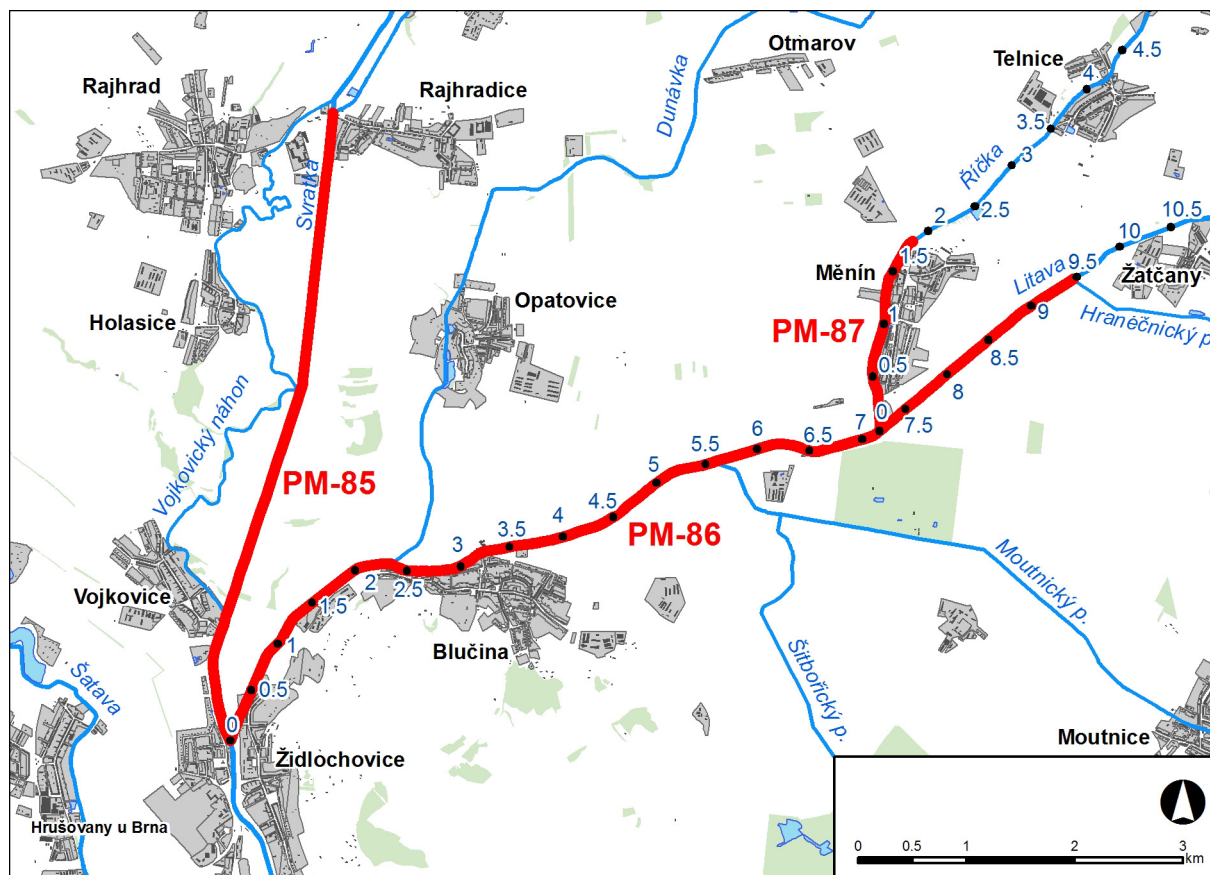 Otmarov
Telnice
4.5
4
Rajhrad
Rajhradice
Dunávka
3.5
Svratka
Říčka
3
2.5
2
10.5
10
Měnín
1.5
Litava
9.5
Žatčany
Holasice
Opatovice
PM-87
1
9
Hraněčnický p.
8.5
0.5
8
0
7.5
Vojkovický náhon
6
7
6.5
5.5
5
PM-85
4.5
4
PM-86
3.5
3
Moutnický p.
2
2.5
Vojkovice
1.5
Blučina
Šitbořický p.
1
Šatava
0.5
0
Židlochovice
Moutnice
Hrušovany u Brna
0 0.5 1 2 3
km